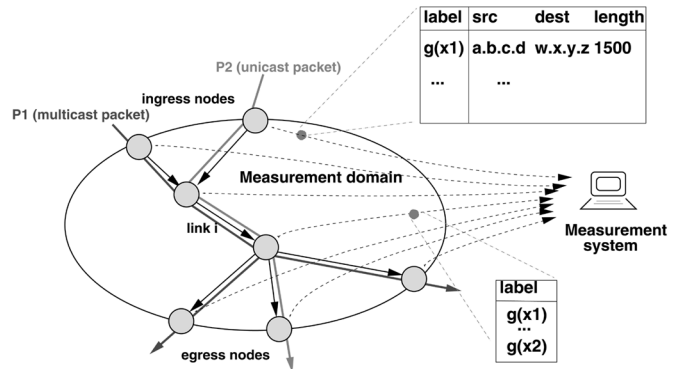 label src dest length
g(x1) a.b.c.d w.x.y.z 1500
... ...
P2 (unicast packet)
ingress nodes
P1 (multicast packet)
Measurement domain
link i
Measurement
system
label
g(x1)
...
g(x2)
egress nodes